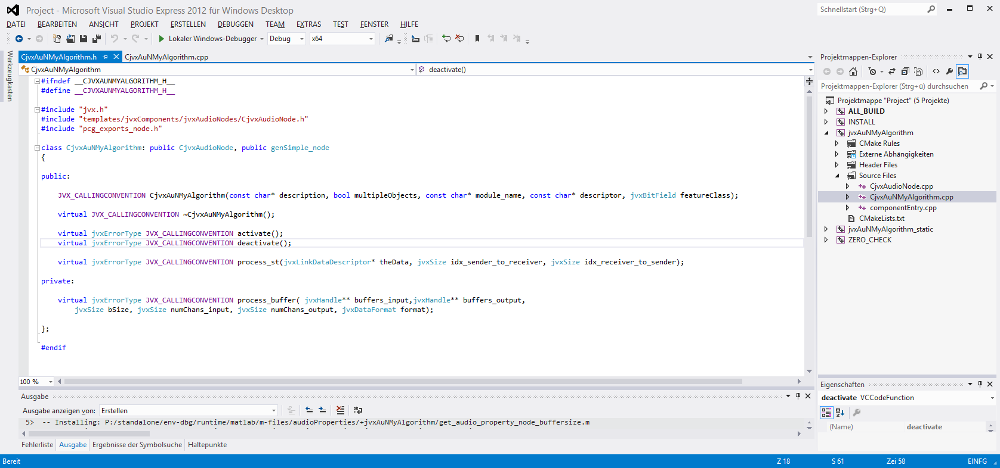 Project - Microsoft Visual Studio Express 2012 für Windows Desktop
Schnellstart (Strg+Q)
DATEI BEARBEITEN ANSICHT PROJEKT ERSTELLEN DEBUGGEN TEAM EXTRAS TEST FENSTER HILFE
Lokaler Windows-Debugger Debug x64
Werkzeugkasten
CjvxAuNMyAlgorithm.h CjvxAuNMyAlgorithm.cpp
CjvxAuNMyAlgorithm deactivate()
#ifndef __CJVXAUNMYALGORITHM_H__
#define __CJVXAUNMYALGORITHM_H__
#include "jvx.h"
#include "templates/jvxComponents/jvxAudioNodes/CjvxAudioNode.h"
#include "pcg_exports_node.h"
class CjvxAuNMyAlgorithm: public CjvxAudioNode, public genSimple_node
{
public:
JVX_CALLINGCONVENTION CjvxAuNMyAlgorithm(const char* description, bool multipleObjects, const char* module_name, const char* descriptor, jvxBitField featureClass);
virtual JVX_CALLINGCONVENTION ~CjvxAuNMyAlgorithm();
virtual jvxErrorType JVX_CALLINGCONVENTION activate();
virtual jvxErrorType JVX_CALLINGCONVENTION deactivate();
virtual jvxErrorType JVX_CALLINGCONVENTION process_st(jvxLinkDataDescriptor* theData, jvxSize idx_sender_to_receiver, jvxSize idx_receiver_to_sender);
private:
virtual jvxErrorType JVX_CALLINGCONVENTION process_buffer( jvxHandle** buffers_input,jvxHandle** buffers_output,
jvxSize bSize, jvxSize numChans_input, jvxSize numChans_output, jvxDataFormat format);
};
#endif
100 %
Ausgabe
Ausgabe anzeigen von: Erstellen
5> -- Installing: P:/standalone/env-dbg/runtime/matlab/m-files/audioProperties/+jvxAuNMyAlgorithm/get_audio_property_node_buffersize.m
Fehlerliste Ausgabe Ergebnisse der Symbolsuche Haltepunkte
Projektmappen-Explorer
Projektmappen-Explorer (Strg+ü) durchsuchen
Projektmappe "Project" (5 Projekte)
ALL_BUILD
INSTALL
jvxAuNMyAlgorithm
CMake Rules
Externe Abhängigkeiten
Header Files
Source Files
CjvxAudioNode.cpp
CjvxAuNMyAlgorithm.cpp
componentEntry.cpp
CMakeLists.txt
jvxAuNMyAlgorithm_static
ZERO_CHECK
Eigenschaften
deactivate VCCodeFunction
(Name) deactivate
Bereit Z 18 S 61 Zei 58 EINFG